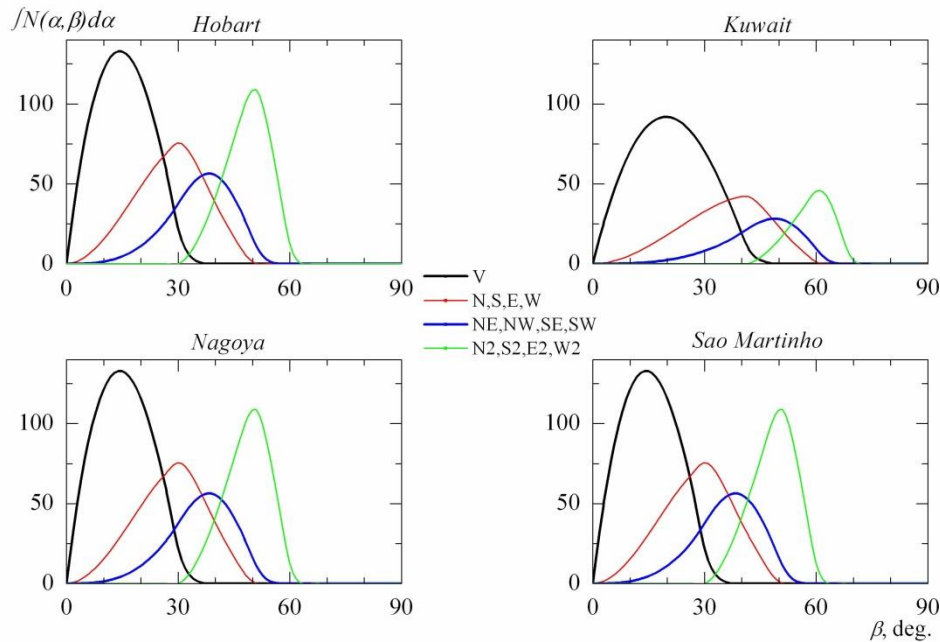 ∫N(α,β)dα
Hobart
Kuwait
100
50
0
0 30 60 90
100
50
0
0 30 60 90
V
N,S,E,W
NE,NW,SE,SW
N2,S2,E2,W2
Nagoya
Sao Martinho
100
50
0
0 30 60 90
100
50
0
0 30 60 90
β, deg.